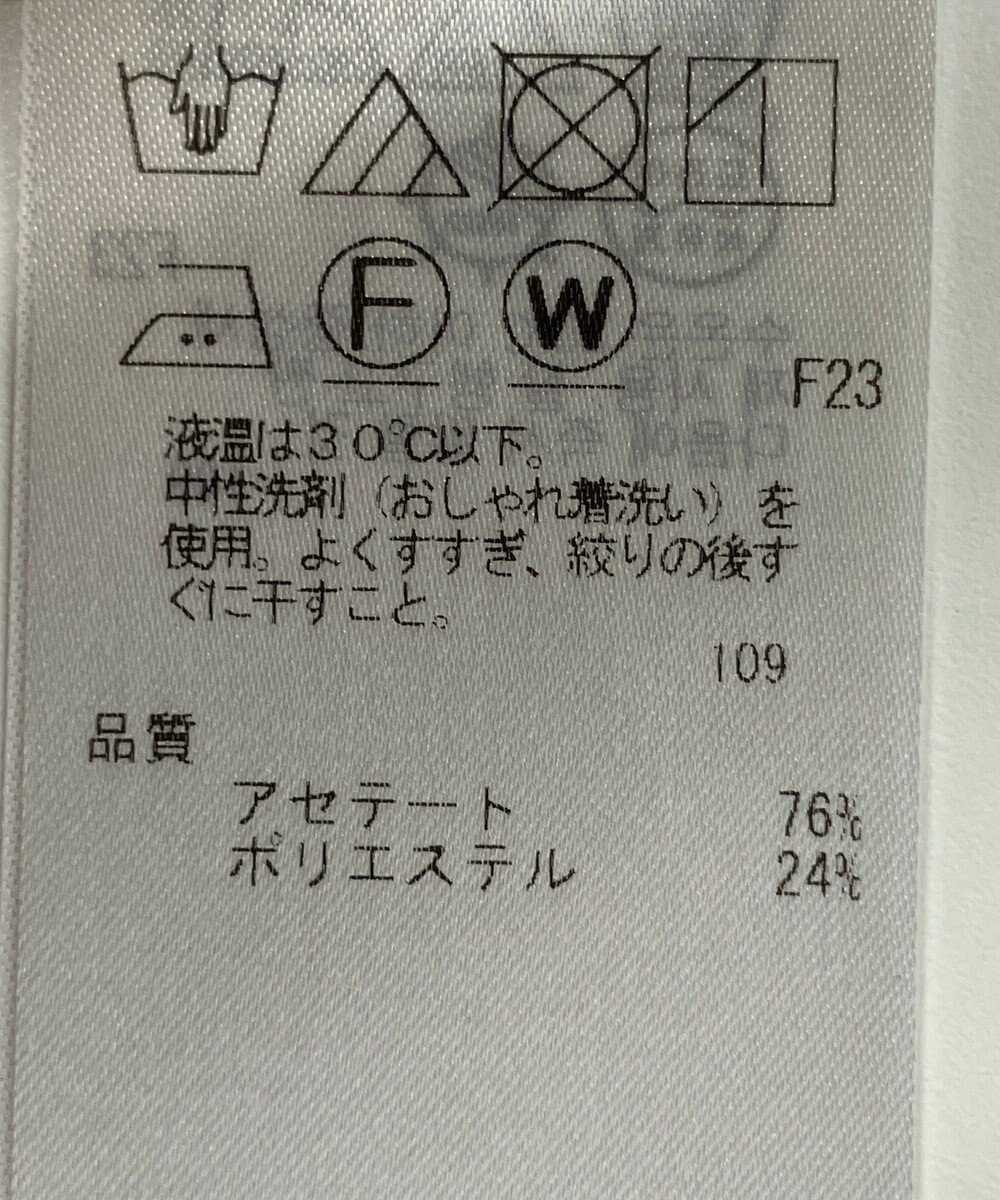 F W
F23
液温は30℃以下。
中性洗剤（おしゃれ着洗い）を
使用。よくすすぎ、絞りの後す
ぐに干すこと。
109
品質
アセテート 76%
ポリエステル 24%